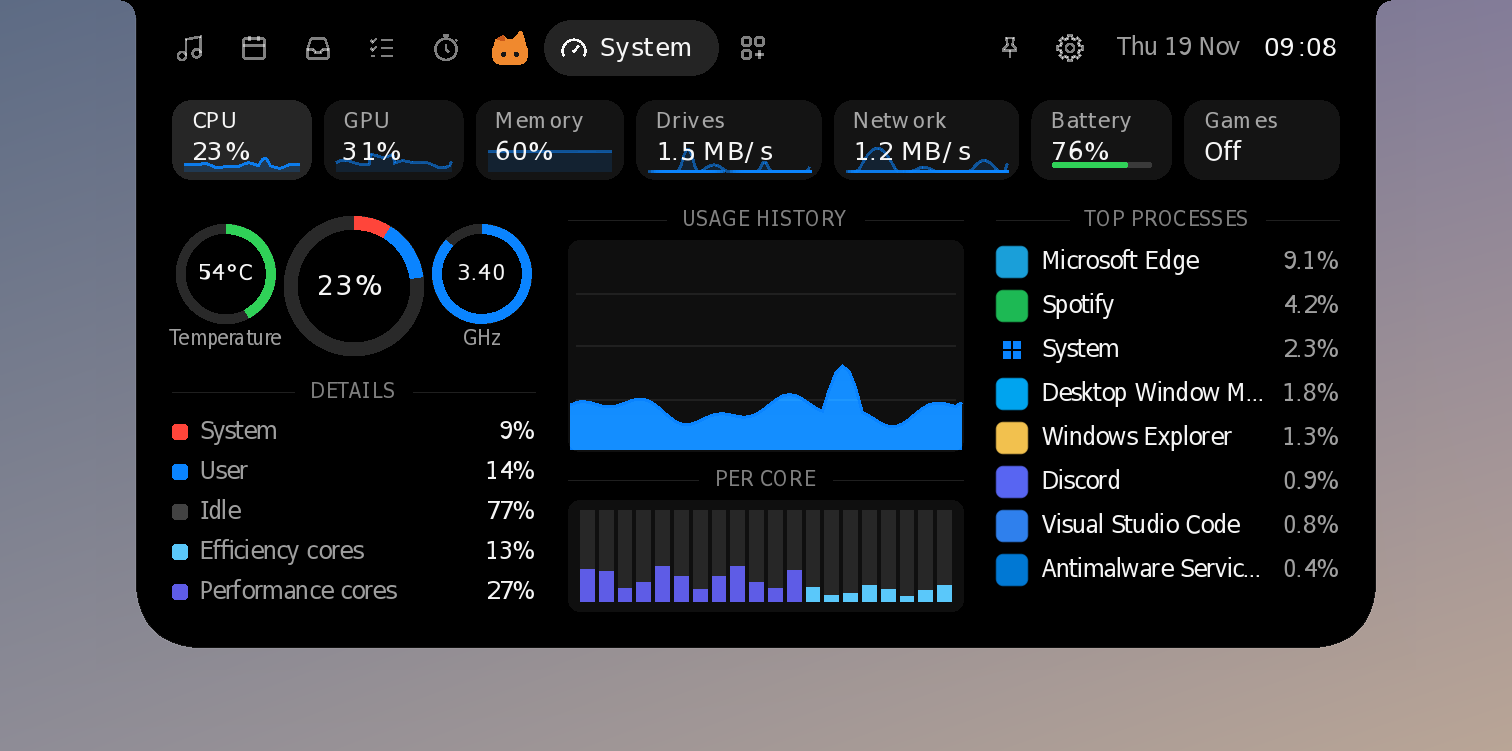 System
Thu 19 Nov 09:08
CPU
23%
GPU
31%
Memory
60%
Drives
1.5 MB/s
Network
1.2 MB/s
Battery
76%
Games
Off
54°C
Temperature
23%
3.40
GHz
DETAILS
System 9%
User 14%
Idle 77%
Efficiency cores 13%
Performance cores 27%
USAGE HISTORY
PER CORE
TOP PROCESSES
Microsoft Edge 9.1%
Spotify 4.2%
System 2.3%
Desktop Window M... 1.8%
Windows Explorer 1.3%
Discord 0.9%
Visual Studio Code 0.8%
Antimalware Servic... 0.4%